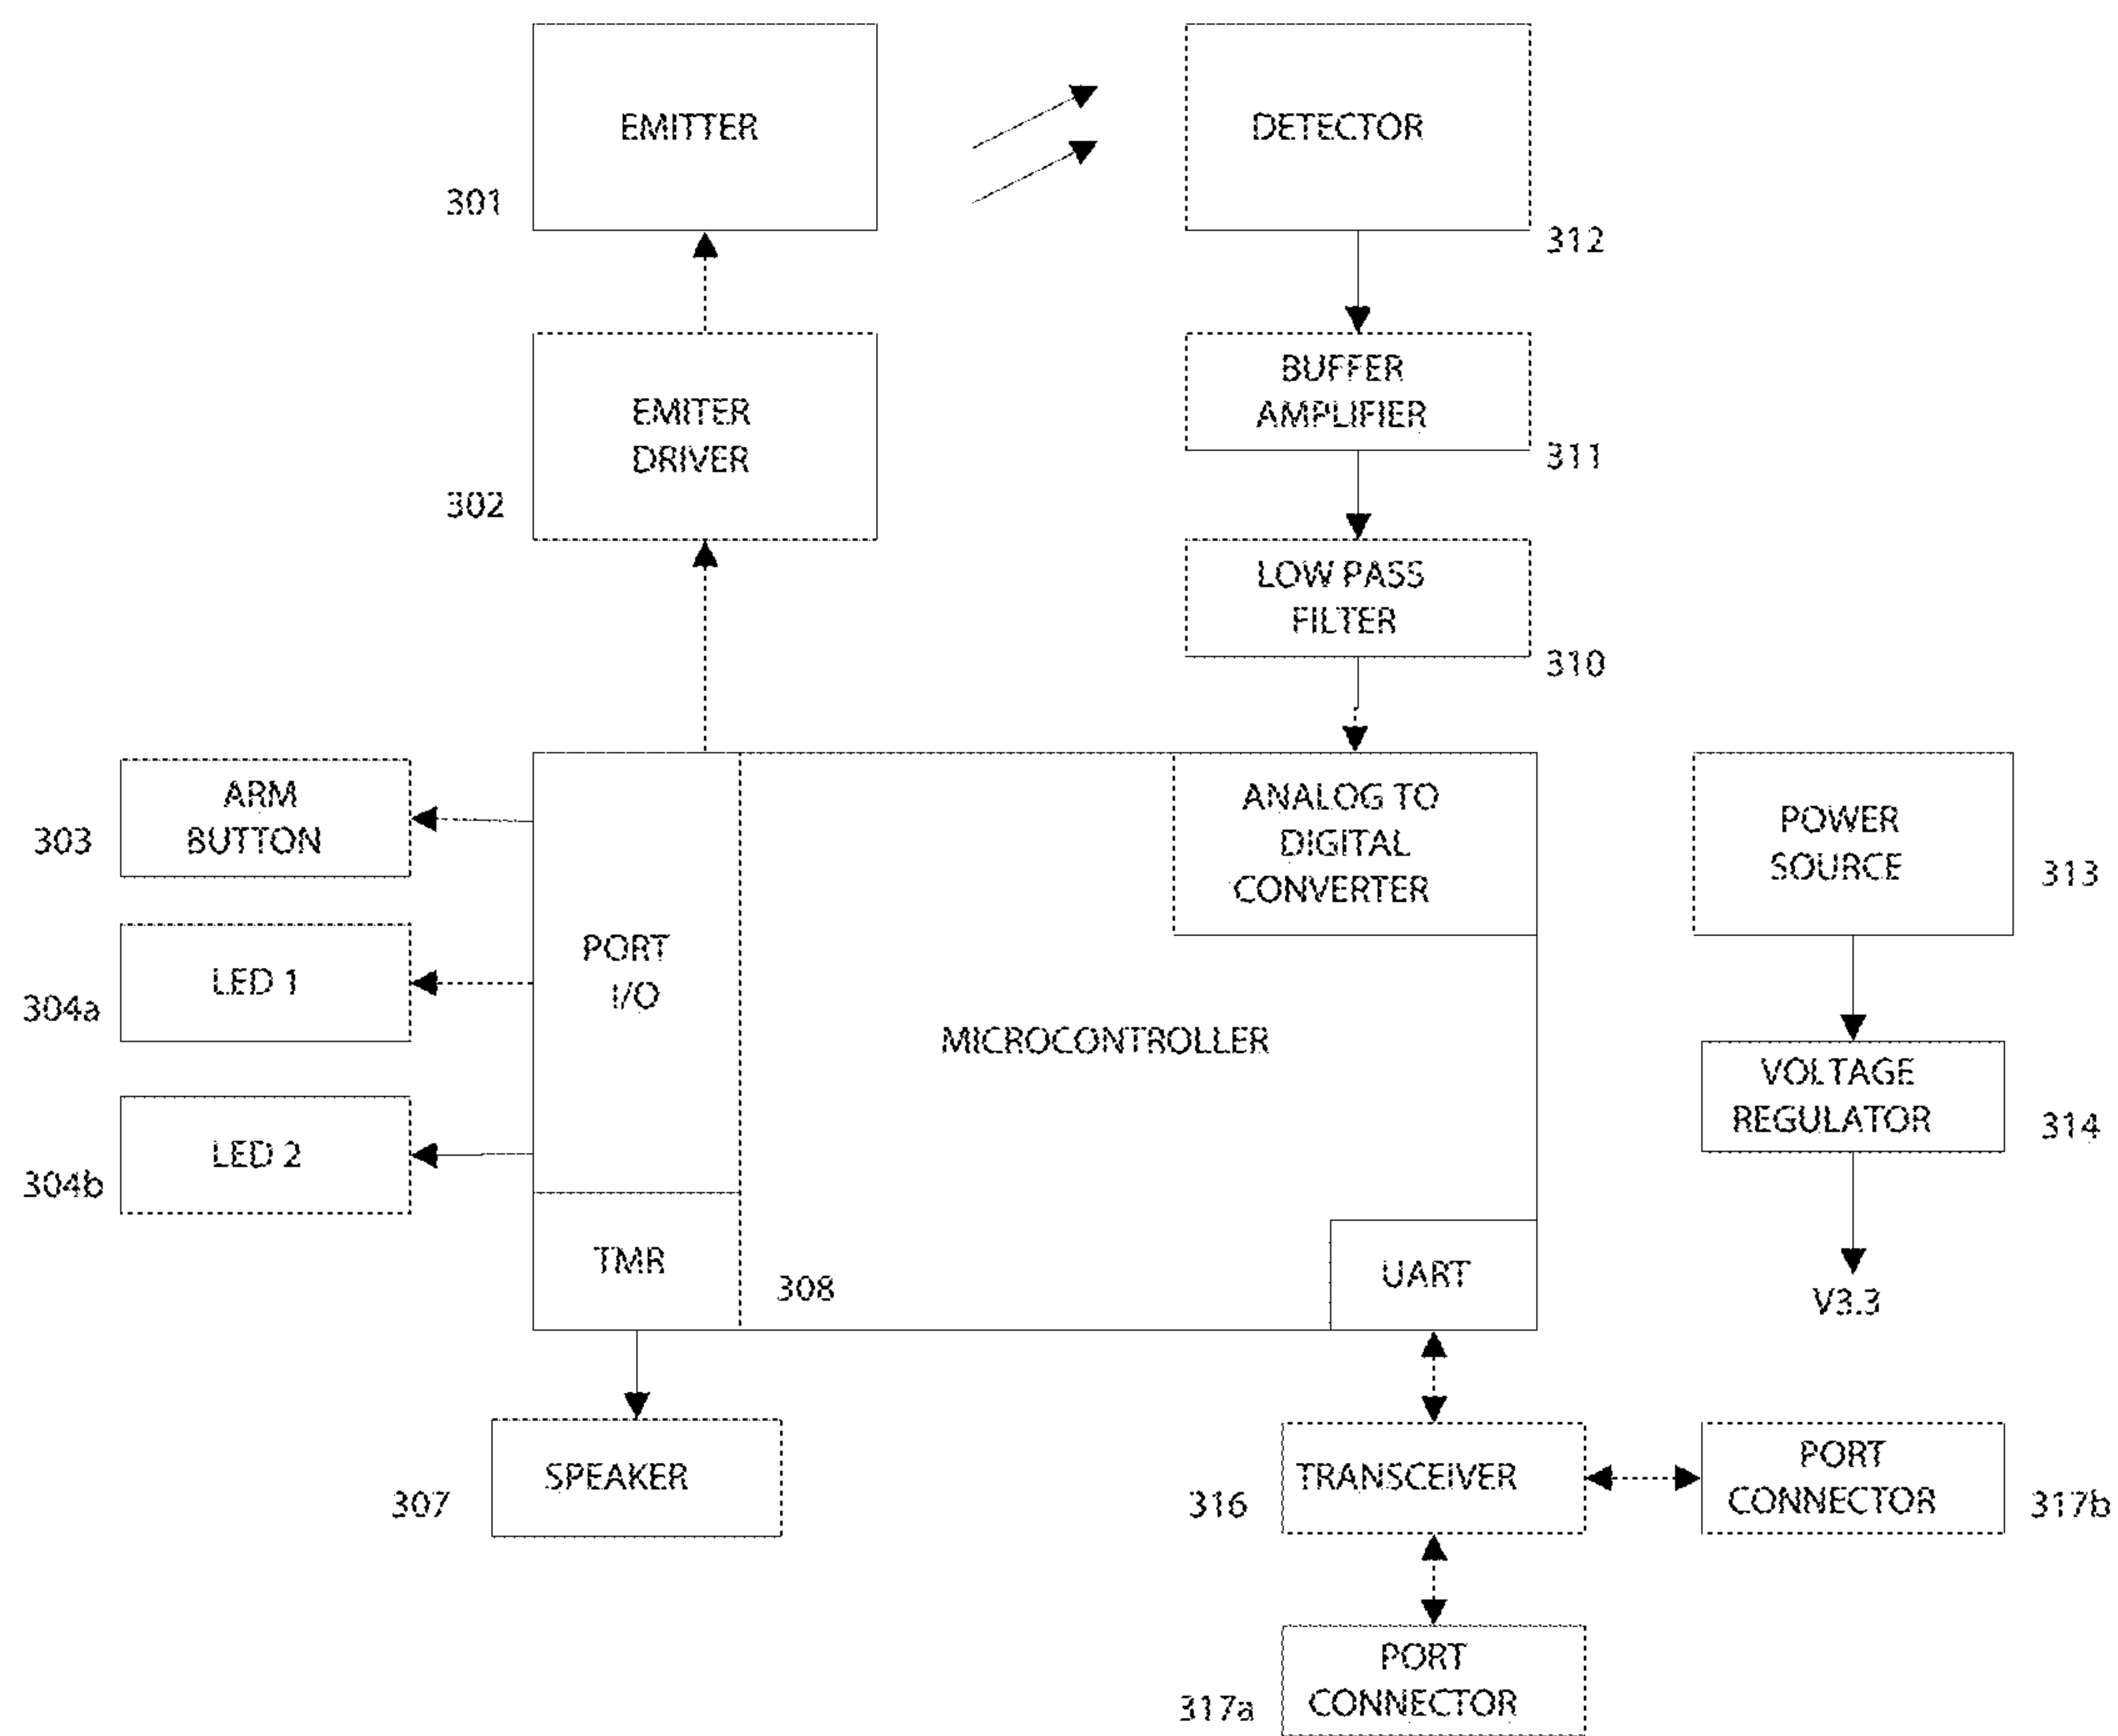 EMITTER
301
DETECTOR
312
EMITER
DRIVER
302
BUFFER
AMPLIFIER
311
LOW PASS
FILTER
310
ARM
BUTTON
303
LED 1
304a
LED 2
304b
PORT
I/O
TMR
308
MICROCONTROLLER
ANALOG TO
DIGITAL
CONVERTER
UART
POWER
SOURCE
313
VOLTAGE
REGULATOR
314
V3.3
SPEAKER
307
TRANSCEIVER
316
PORT
CONNECTOR
317b
PORT
CONNECTOR
317a